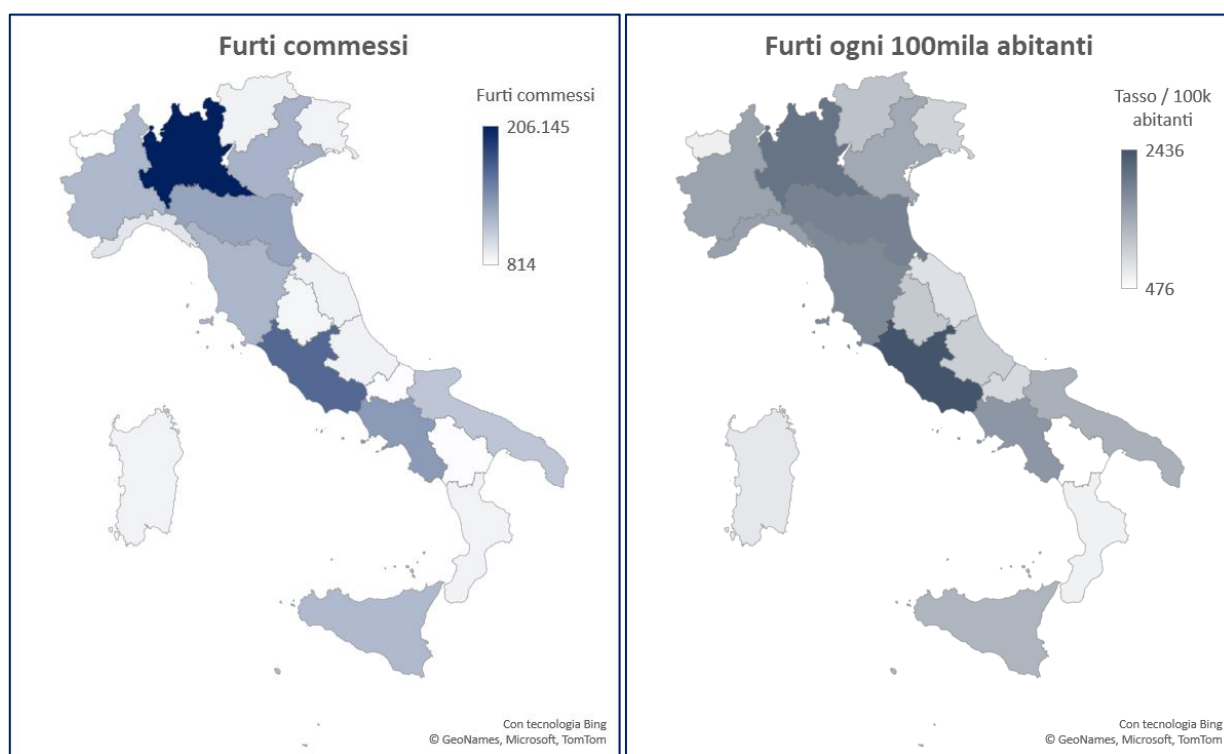 Furti commessi
Furti commessi
206.145
814
Con tecnologia Bing
© GeoNames, Microsoft, TomTom
Furti ogni 100mila abitanti
Tasso / 100k
abitanti
2436
476
Con tecnologia Bing
© GeoNames, Microsoft, TomTom